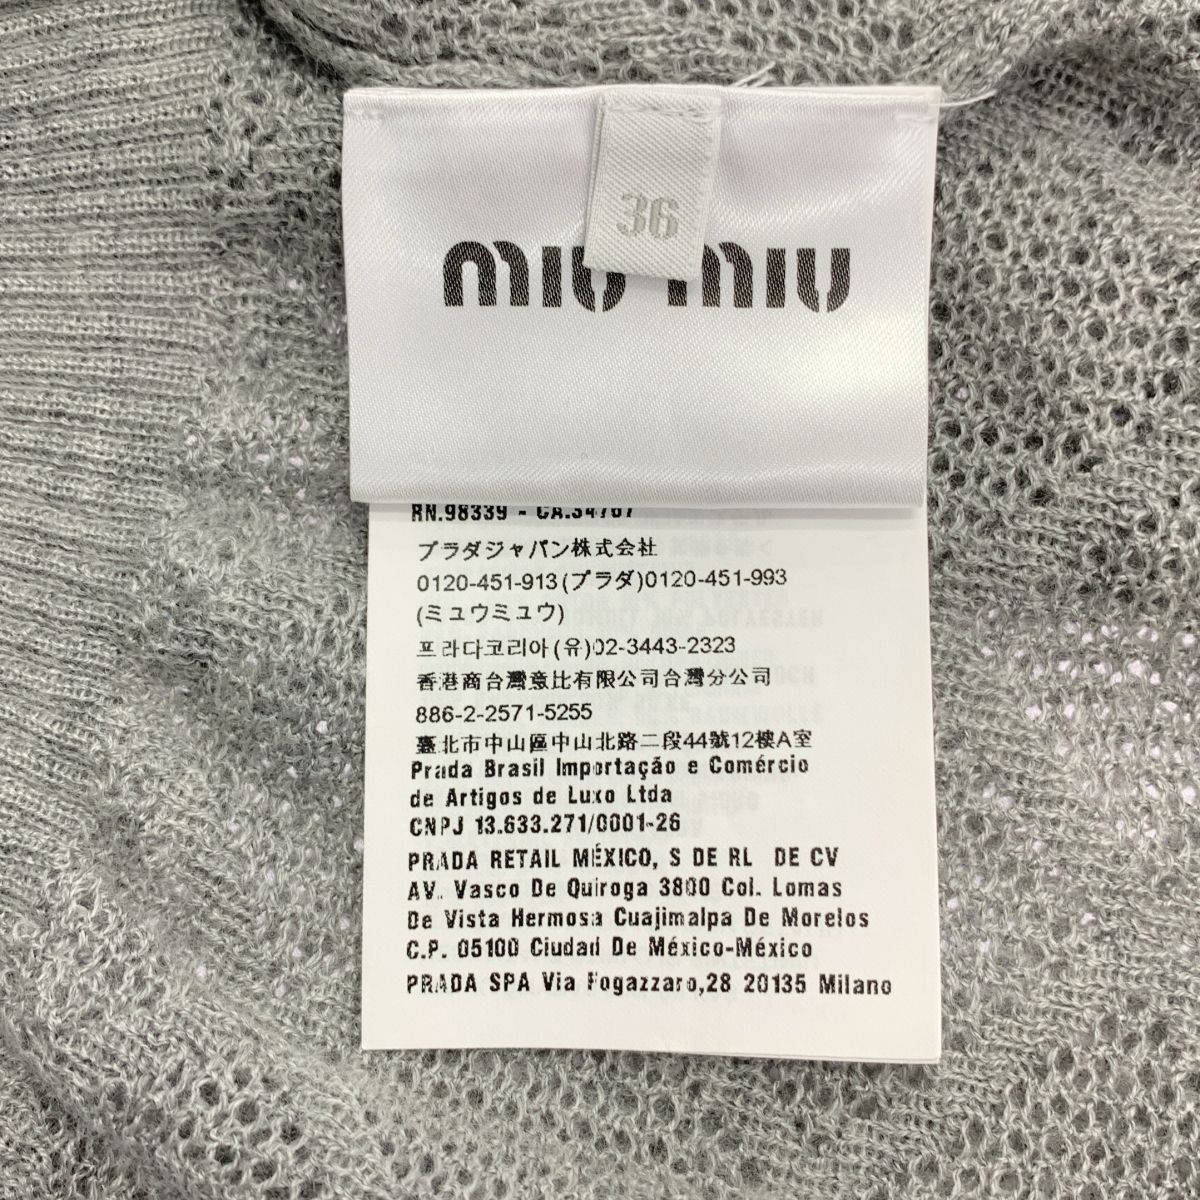 36
miu miu
RN.98339 - CA.34767
プラダジャパン株式会社
0120-451-913(プラダ)0120-451-993
(ミュウミュウ)
프라다코리아(유)02-3443-2323
香港商台灣意比有限公司台灣分公司
886-2-2571-5255
臺北市中山區中山北路二段44號12樓A室
Prada Brasil Importação e Comércio
de Artigos de Luxo Ltda
CNPJ 13.633.271/0001-26
PRADA RETAIL MÉXICO, S DE RL DE CV
AV. Vasco De Quiroga 3800 Col. Lomas
De Vista Hermosa Cuajimalpa De Morelos
C.P. 05100 Ciudad De México-México
PRADA SPA Via Fogazzaro,28 20135 Milano